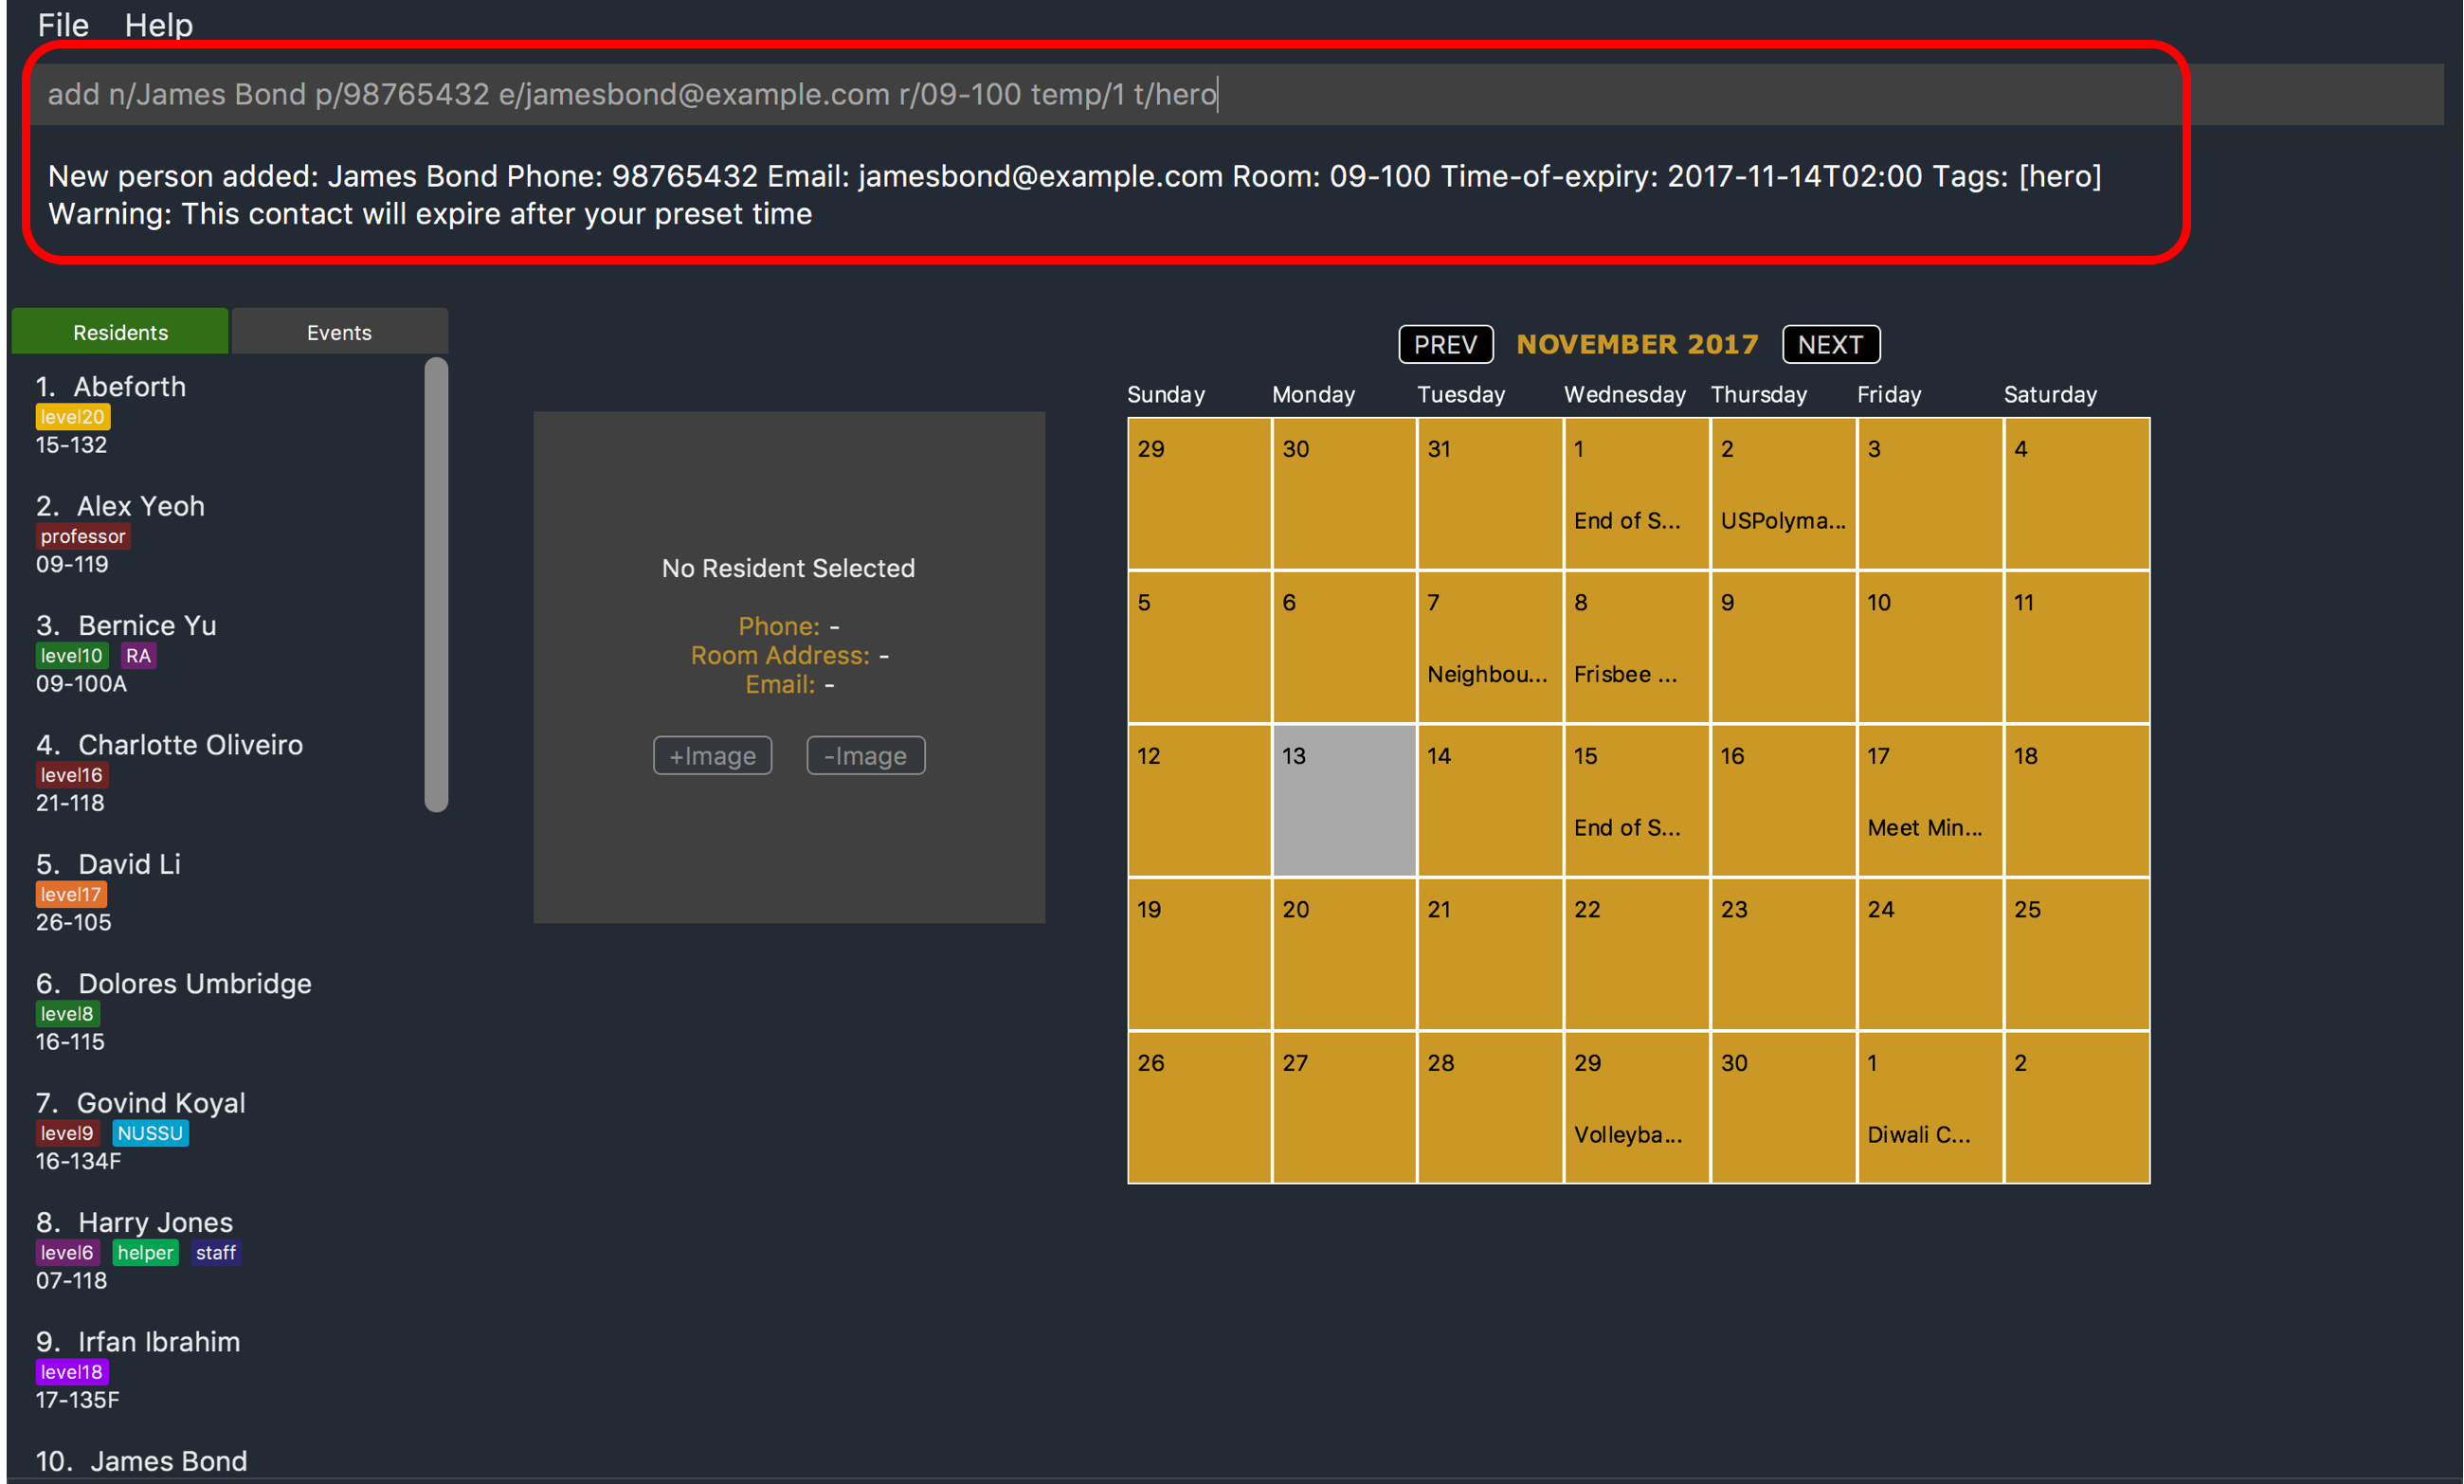 File Help
add n/James Bond p/98765432 e/jamesbond@example.com r/09-100 temp/1 t/hero
New person added: James Bond Phone: 98765432 Email: jamesbond@example.com Room: 09-100 Time-of-expiry: 2017-11-14T02:00 Tags: [hero]
Warning: This contact will expire after your preset time
Residents Events
1. Abeforth
level20
15-132
2. Alex Yeoh
professor
09-119
3. Bernice Yu
level10 RA
09-100A
4. Charlotte Oliveiro
level16
21-118
5. David Li
level17
26-105
6. Dolores Umbridge
level8
16-115
7. Govind Koyal
level9 NUSSU
16-134F
8. Harry Jones
level6 helper staff
07-118
9. Irfan Ibrahim
level18
17-135F
10. James Bond
No Resident Selected
Phone: -
Room Address: -
Email: -
+Image -Image
PREV NOVEMBER 2017 NEXT
Sunday Monday Tuesday Wednesday Thursday Friday Saturday
29 30 31 1 2 3 4
End of S... USPolyma...
5 6 7 8 9 10 11
Neighbou... Frisbee ...
12 13 14 15 16 17 18
End of S... Meet Min...
19 20 21 22 23 24 25
26 27 28 29 30 1 2
Volleyba... Diwali C...